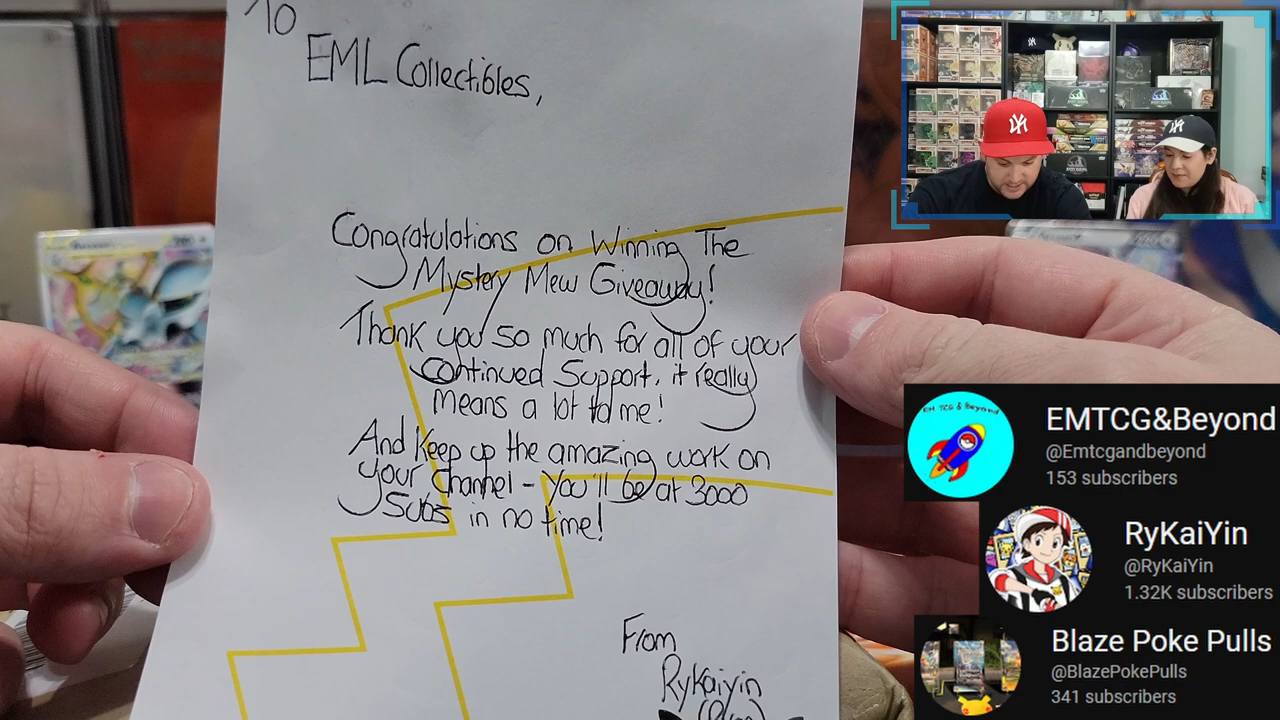 To
EML Collectibles,
Congratulations on Winning The
Mystery Mew Giveaway!
Thank you so much for all of your
continued Support, it really
means a lot to me!
And Keep up the amazing work on
your Channel - You'll be at 3000
Subs in no time!
From
RyKaiyin
EM TCG & Beyond
EMTCG&Beyond
@Emtcgandbeyond
153 subscribers
RyKaiYin
@RyKaiYin
1.32K subscribers
Blaze Poke Pulls
@BlazePokePulls
341 subscribers